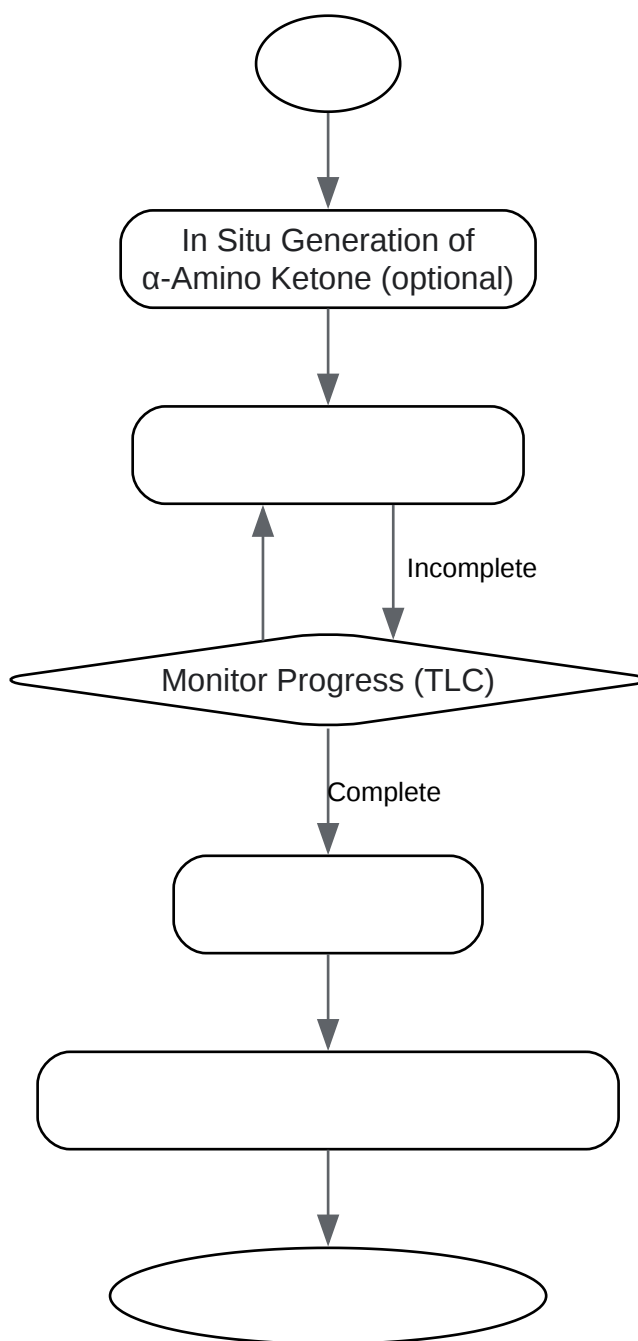 In Situ Generation of
α-Amino Ketone (optional)
Incomplete
Monitor Progress (TLC)
Complete